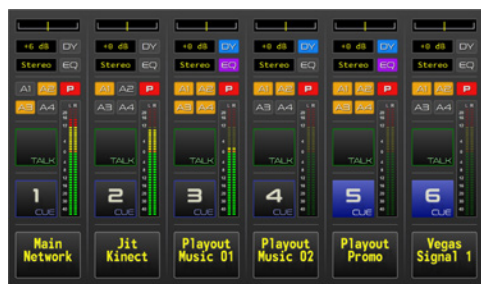 +6 dB DY +0 dB DY +0 dB DY +0 dB DY +0 dB DY +0 dB DY
Stereo EQ Stereo EQ Stereo EQ Stereo EQ Stereo EQ Stereo EQ
A1 A2 P A1 A2 P A1 A2 P A1 A2 P A1 A2 P A1 A2 P
A3 A4 L R A3 A4 L R A3 A4 L R A3 A4 L R A3 A4 L R A3 A4 L R
TALK TALK TALK TALK TALK TALK
1 2 3 4 5 6
CUE CUE CUE CUE CUE CUE
Main Jit Playout Playout Playout Vegas
Network Kinect Music 01 Music 02 Promo Signal 1